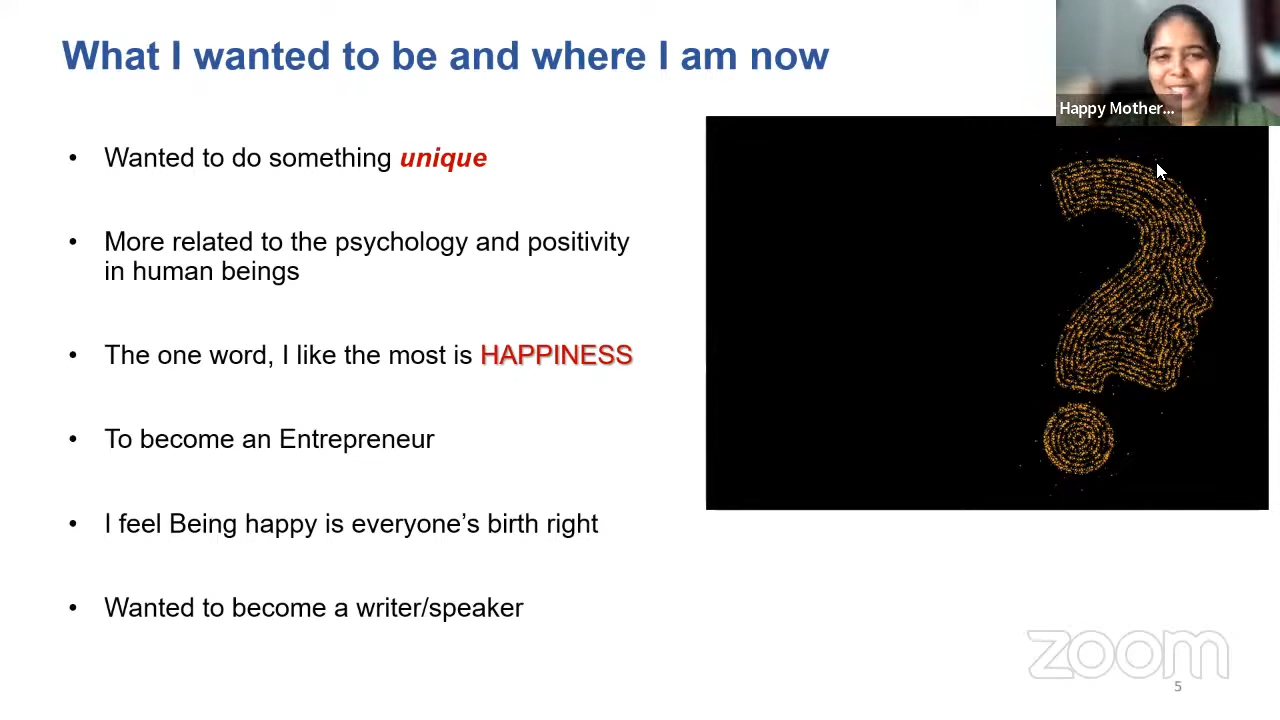 What I wanted to be and where I am now
Happy Mother...
• Wanted to do something unique
• More related to the psychology and positivity
in human beings
• The one word, I like the most is HAPPINESS
• To become an Entrepreneur
• I feel Being happy is everyone’s birth right
• Wanted to become a writer/speaker
zoom
5